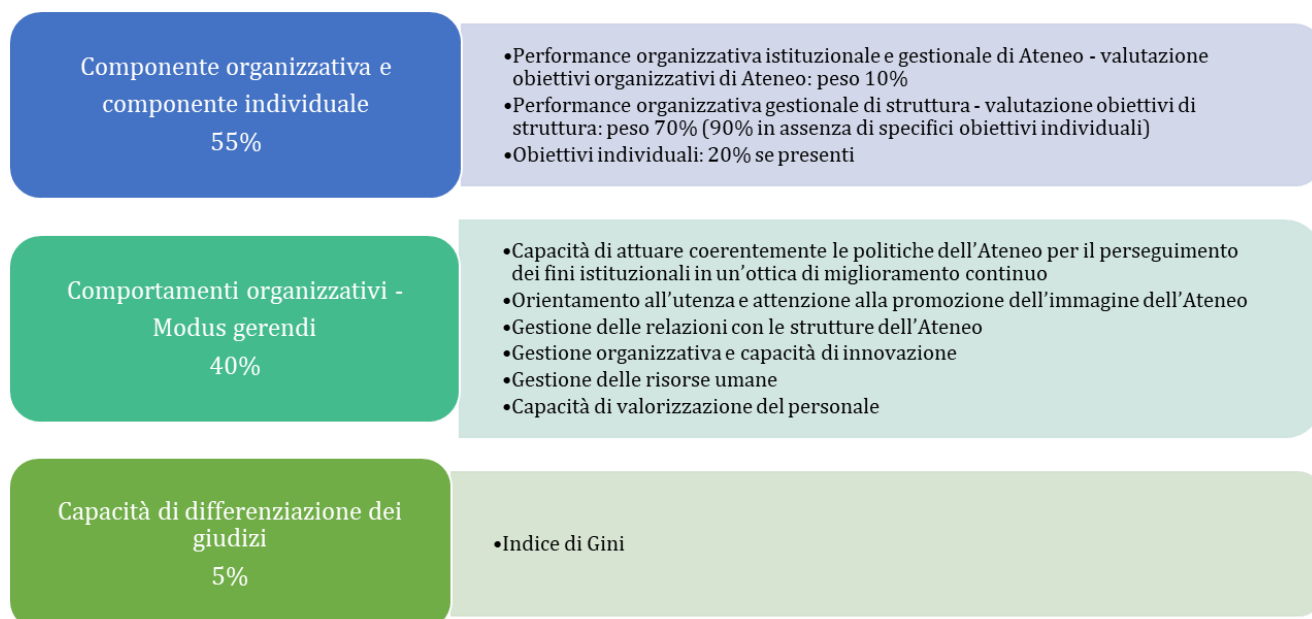 Componente organizzativa e
componente individuale
55%
•Performance organizzativa istituzionale e gestionale di Ateneo - valutazione
obiettivi organizzativi di Ateneo: peso 10%
•Performance organizzativa gestionale di struttura - valutazione obiettivi di
struttura: peso 70% (90% in assenza di specifici obiettivi individuali)
•Obiettivi individuali: 20% se presenti
Comportamenti organizzativi -
Modus gerendi
40%
•Capacità di attuare coerentemente le politiche dell’Ateneo per il perseguimento
dei fini istituzionali in un’ottica di miglioramento continuo
•Orientamento all’utenza e attenzione alla promozione dell’immagine dell’Ateneo
•Gestione delle relazioni con le strutture dell’Ateneo
•Gestione organizzativa e capacità di innovazione
•Gestione delle risorse umane
•Capacità di valorizzazione del personale
Capacità di differenziazione dei
giudizi
5%
•Indice di Gini